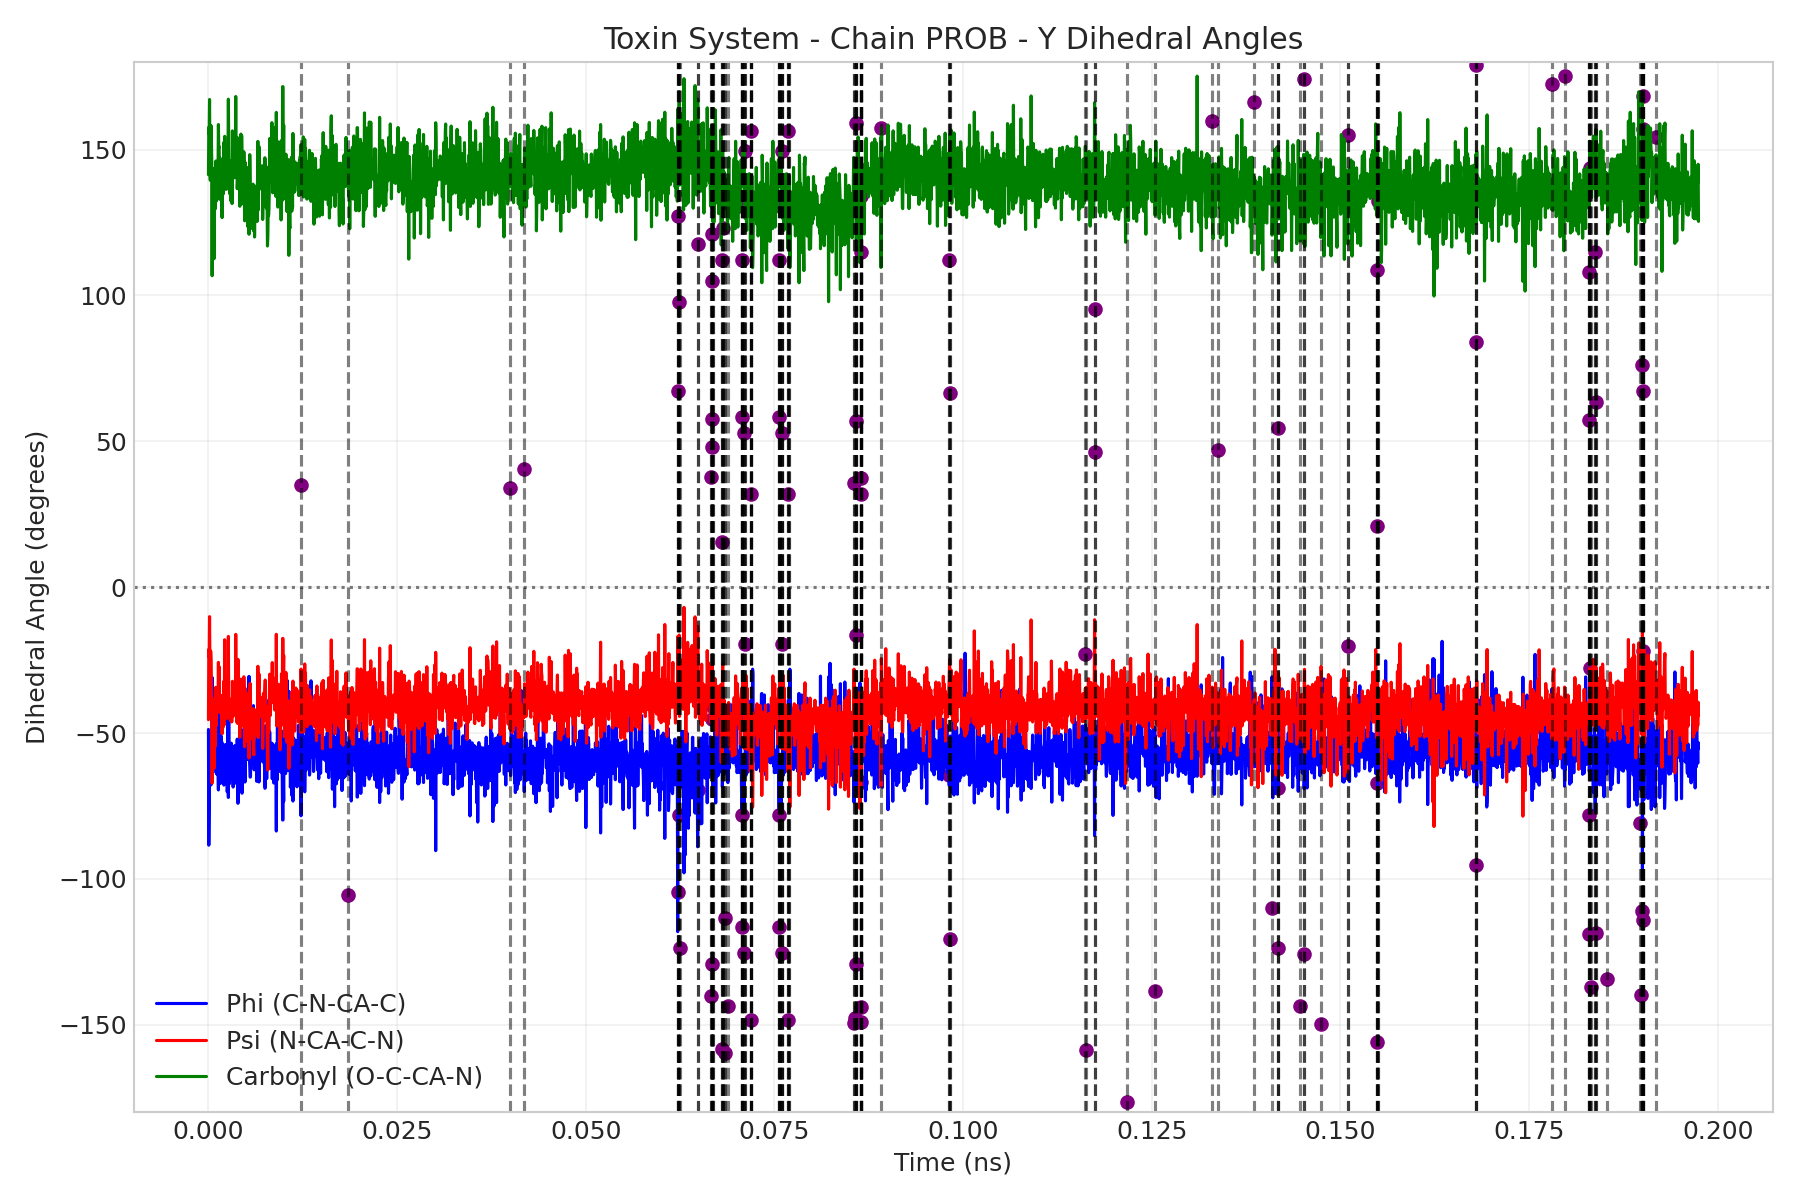 Toxin System - Chain PROB - Y Dihedral Angles
150
100
50
0
−50
−100
−150
Dihedral Angle (degrees)
Phi (C-N-CA-C)
Psi (N-CA-C-N)
Carbonyl (O-C-CA-N)
0.000 0.025 0.050 0.075 0.100 0.125 0.150 0.175 0.200
Time (ns)